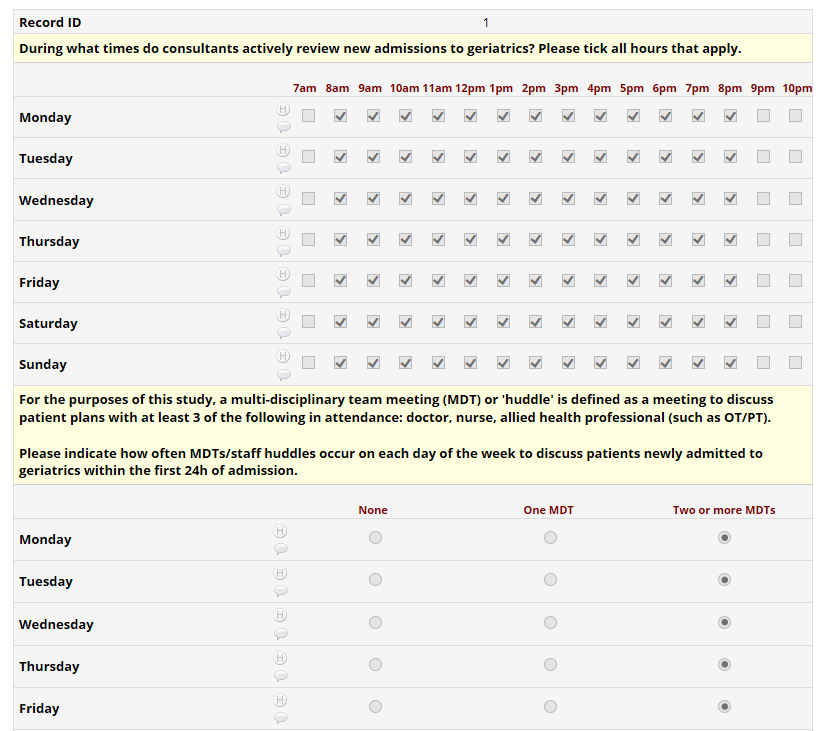 Record ID 1
During what times do consultants actively review new admissions to geriatrics? Please tick all hours that apply.
7am 8am 9am 10am 11am 12pm 1pm 2pm 3pm 4pm 5pm 6pm 7pm 8pm 9pm 10pm
Monday H
Tuesday H
Wednesday H
Thursday H
Friday H
Saturday H
Sunday H
For the purposes of this study, a multi-disciplinary team meeting (MDT) or 'huddle' is defined as a meeting to discuss
patient plans with at least 3 of the following in attendance: doctor, nurse, allied health professional (such as OT/PT).
Please indicate how often MDTs/staff huddles occur on each day of the week to discuss patients newly admitted to
geriatrics within the first 24h of admission.
None One MDT Two or more MDTs
Monday H
Tuesday H
Wednesday H
Thursday H
Friday H